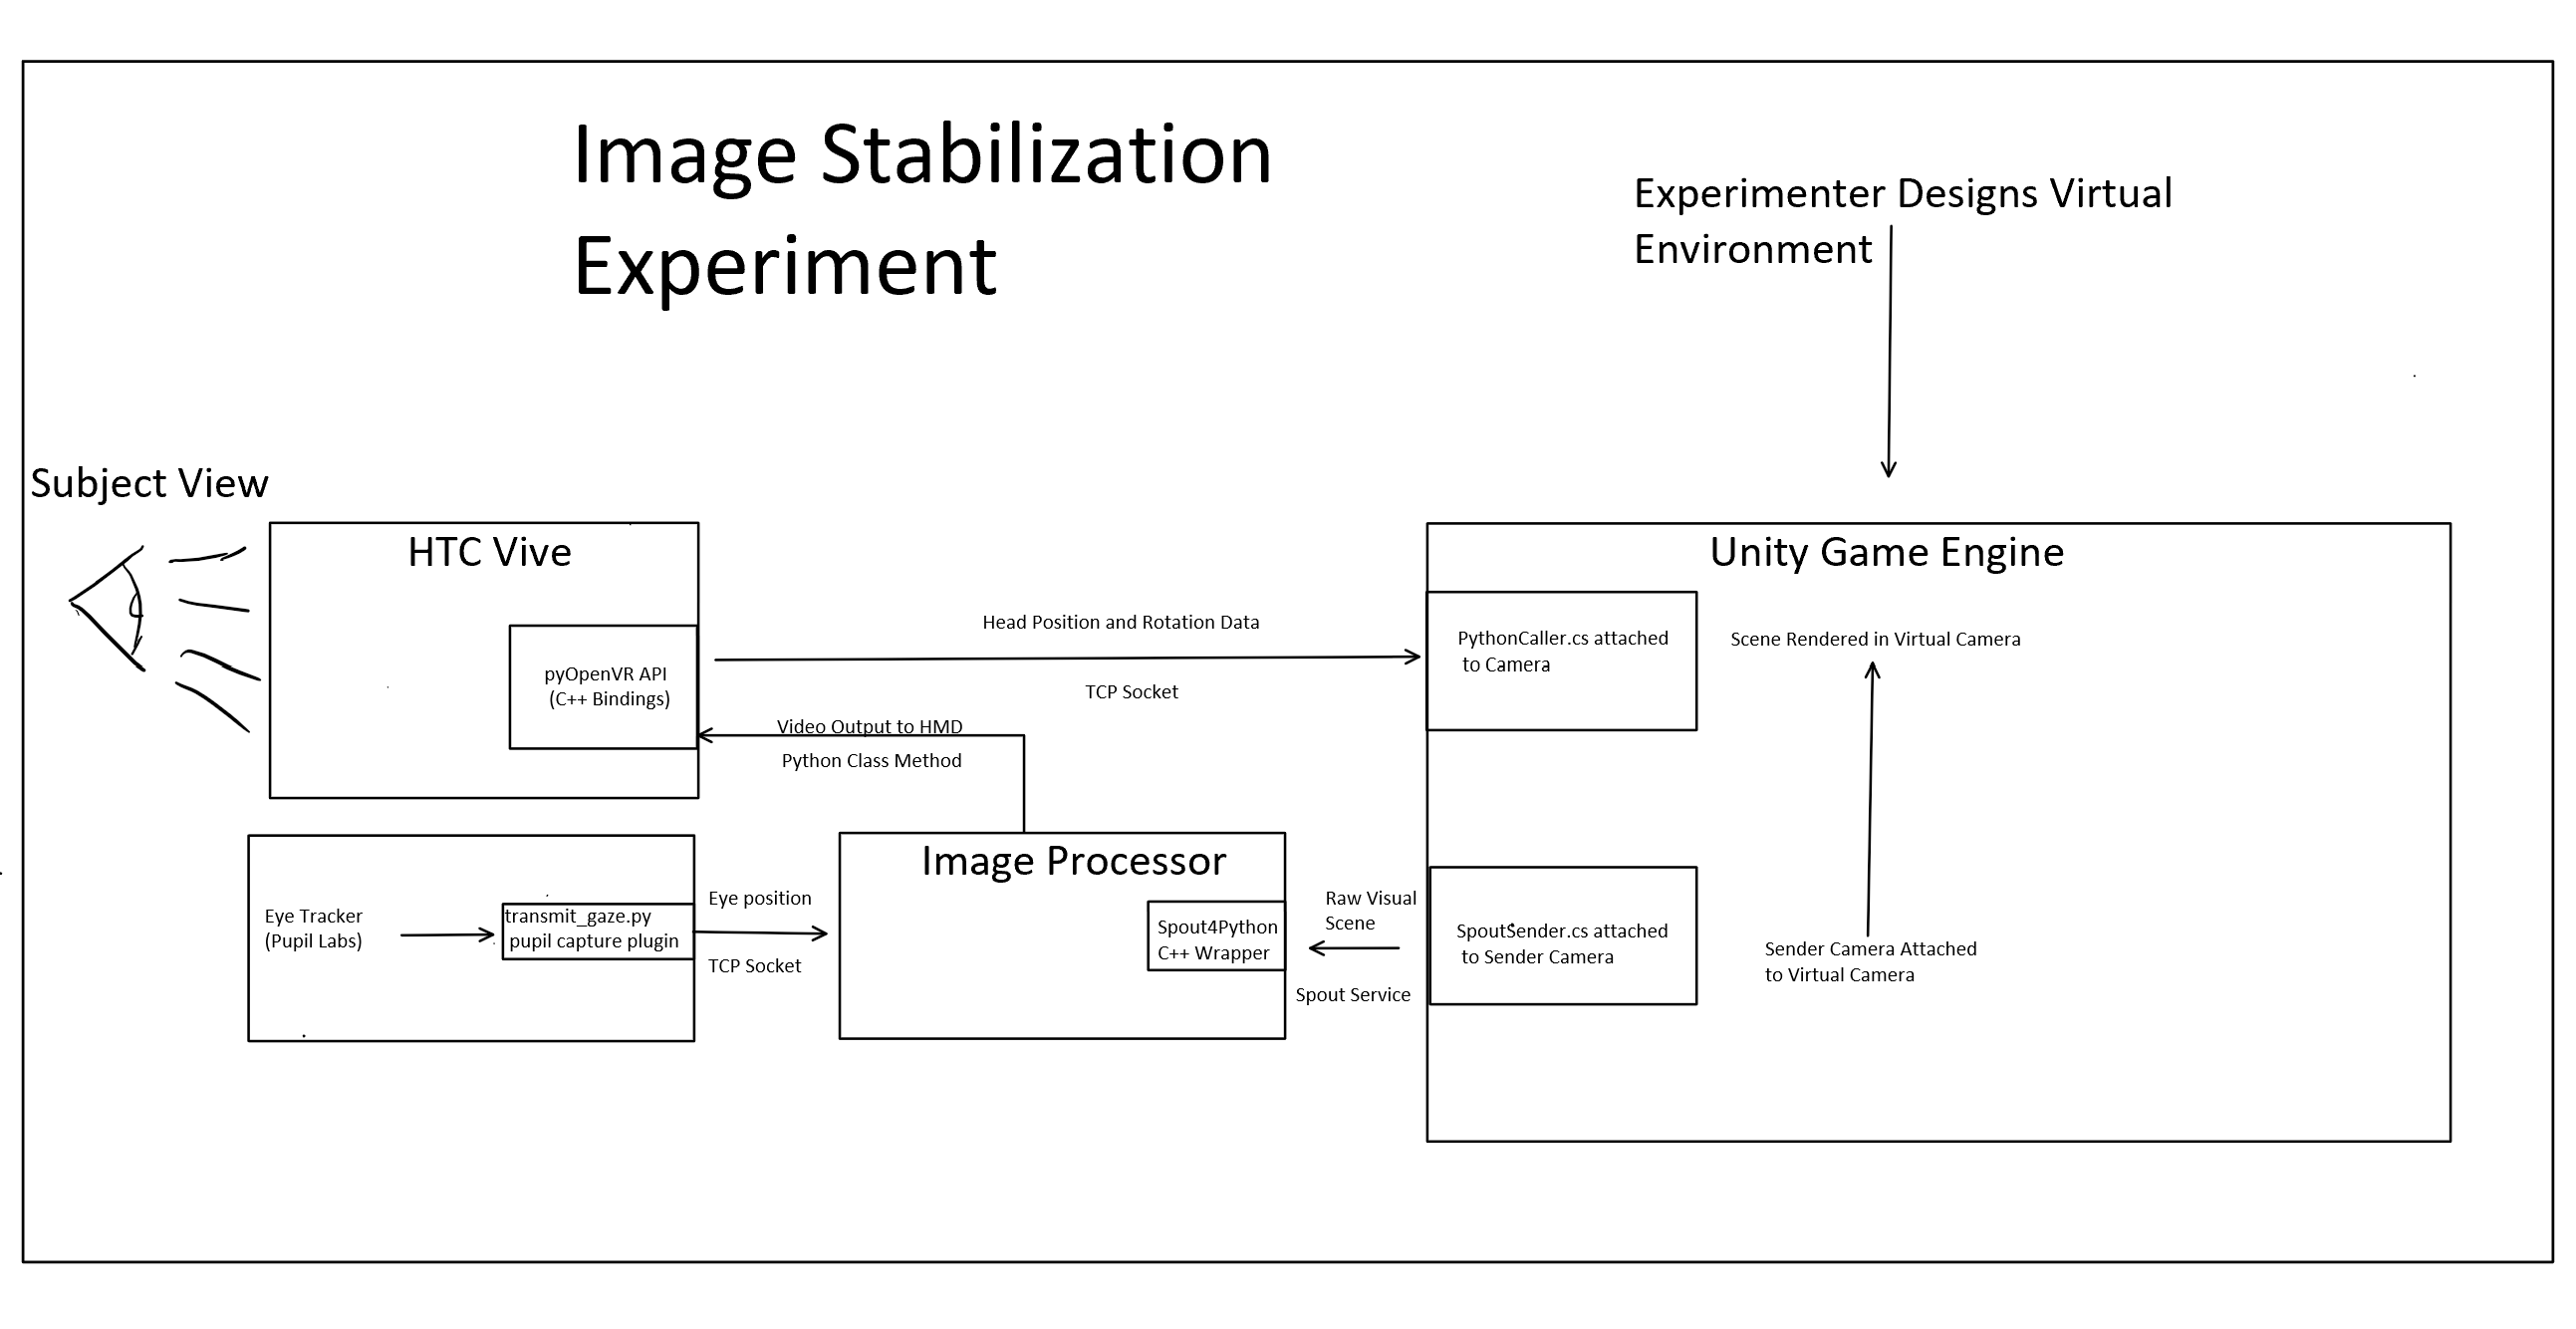 Image Stabilization
Experiment
Experimenter Designs Virtual
Environment
Subject View
HTC Vive
pyOpenVR API
(C++ Bindings)
Head Position and Rotation Data
TCP Socket
Video Output to HMD
Python Class Method
Unity Game Engine
PythonCaller.cs attached
to Camera
Scene Rendered in Virtual Camera
Eye Tracker
(Pupil Labs)
transmit_gaze.py
pupil capture plugin
Eye position
TCP Socket
Image Processor
Spout4Python
C++ Wrapper
Raw Visual
Scene
Spout Service
SpoutSender.cs attached
to Sender Camera
Sender Camera Attached
to Virtual Camera